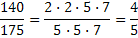 140/175 = (2 · 2 · 5 · 7)/(5 · 5 · 7) = 4/5